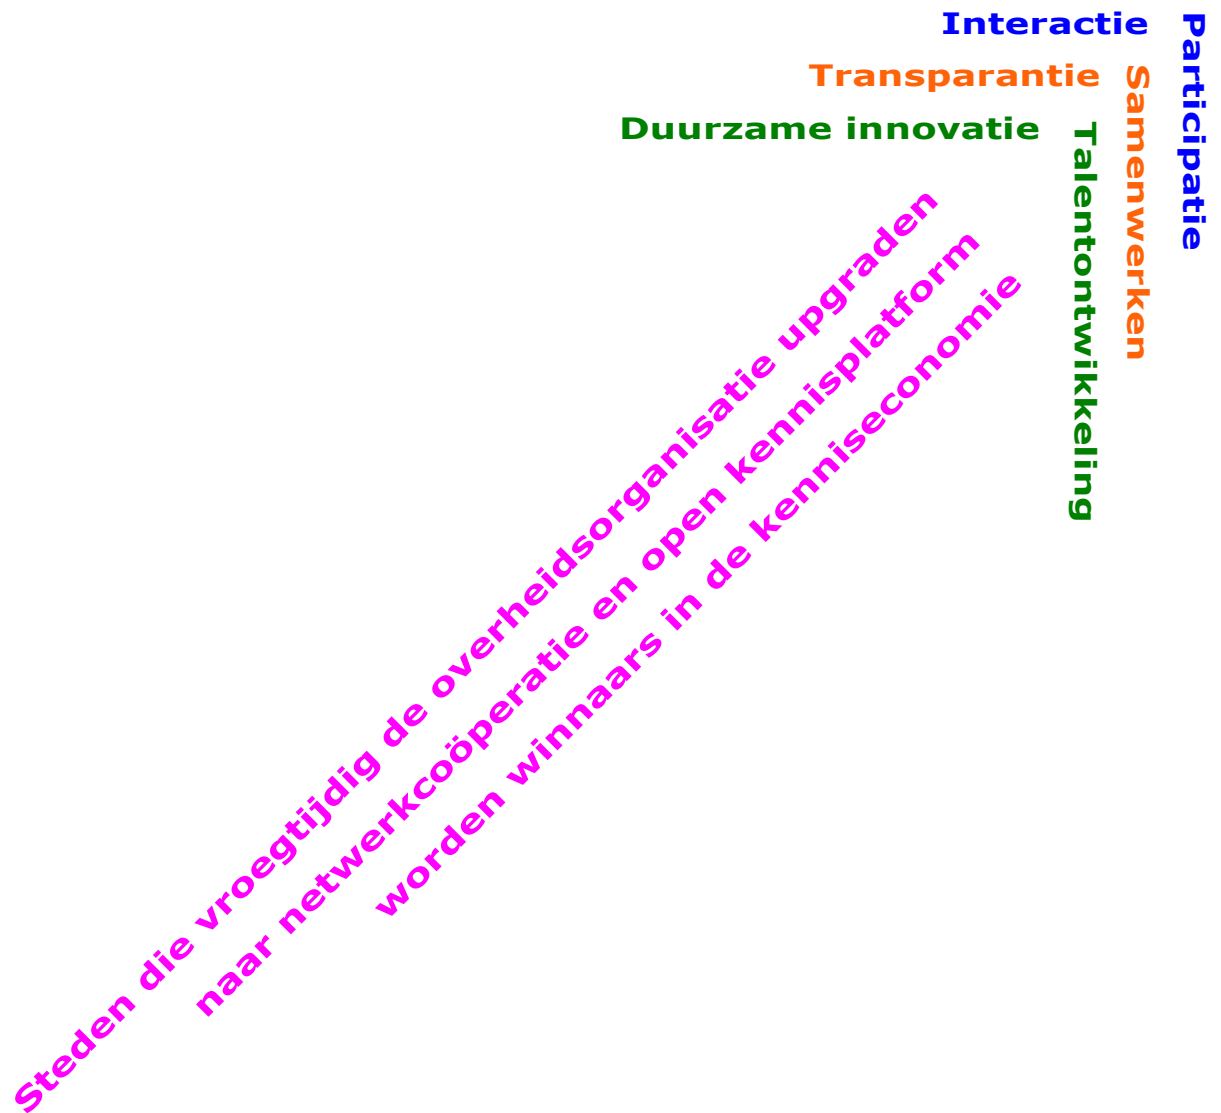 Interactie
Participatie
Transparantie
Samenwerken
Duurzame innovatie
Talentontwikkeling
Steden die vroegtijdig de overheidsorganisatie upgraden
naar netwerkcoöperatie en open kennisplatform
worden winnaars in de kenniseconomie